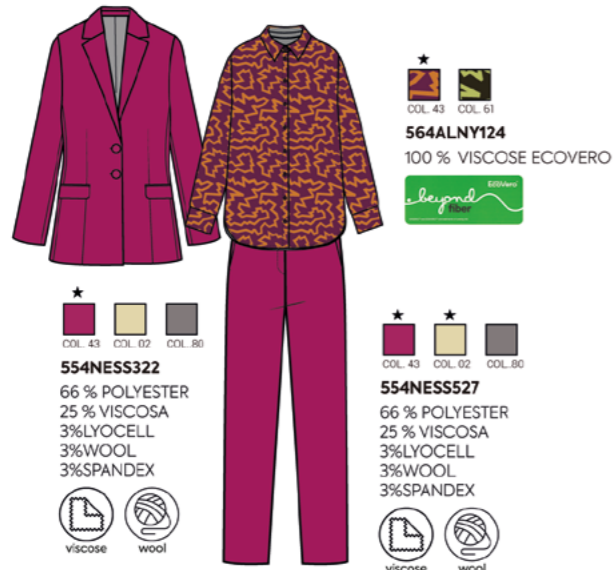 ★
COL. 43 COL. 61
564ALNY124
100 % VISCOSE ECOVERO
EcoVero
beyond
fiber
★
COL. 43 COL. 02 COL..80
554NESS322
66 % POLYESTER
25 % VISCOSA
3%LYOCELL
3%WOOL
3%SPANDEX
viscose wool
★ ★
COL. 43 COL. 02 COL..80
554NESS527
66 % POLYESTER
25 % VISCOSA
3%LYOCELL
3%WOOL
3%SPANDEX
viscose wool